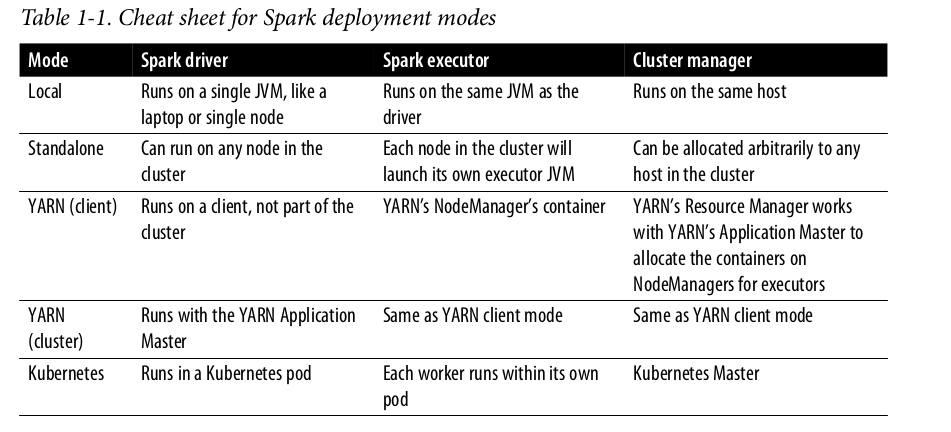 Table 1-1. Cheat sheet for Spark deployment modes
Mode Spark driver Spark executor Cluster manager
Local Runs on a single JVM, like a laptop or single node Runs on the same JVM as the driver Runs on the same host
Standalone Can run on any node in the cluster Each node in the cluster will launch its own executor JVM Can be allocated arbitrarily to any host in the cluster
YARN (client) Runs on a client, not part of the cluster YARN’s NodeManager’s container YARN’s Resource Manager works with YARN’s Application Master to allocate the containers on NodeManagers for executors
YARN (cluster) Runs with the YARN Application Master Same as YARN client mode Same as YARN client mode
Kubernetes Runs in a Kubernetes pod Each worker runs within its own pod Kubernetes Master